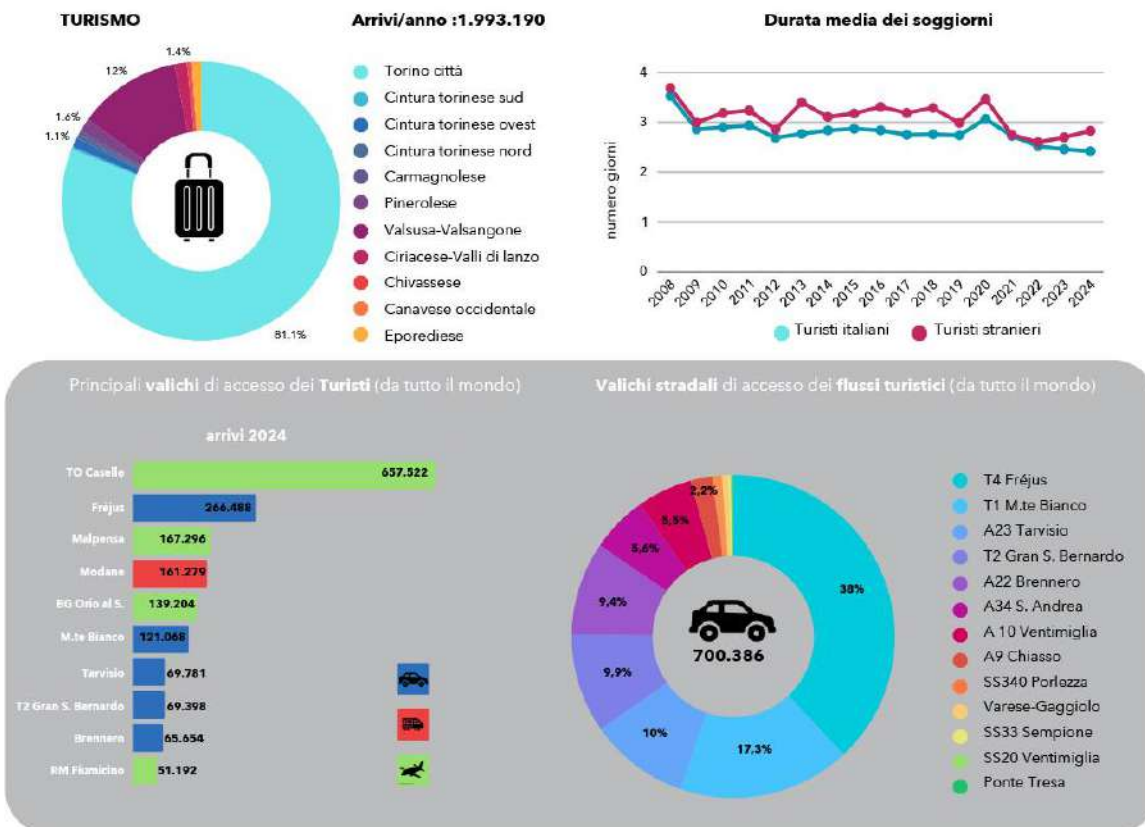 TURISMO
Arrivi/anno :1.993.190
1.4%
12%
1.6%
1.1%
81.1%
Torino città
Cintura torinese sud
Cintura torinese ovest
Cintura torinese nord
Carmagnolese
Pinerolese
Valsusa-Valsangone
Ciriacese-Valli di lanzo
Chivassese
Canavese occidentale
Eporediese
Durata media dei soggiorni
numero giorni
4
3
2
1
0
2008
2009
2010
2011
2012
2013
2014
2015
2016
2017
2018
2019
2020
2021
2022
2023
2024
Turisti italiani
Turisti stranieri
Principali valichi di accesso dei Turisti (da tutto il mondo)
arrivi 2024
TO Caselle 657.522
Fréjus 266.488
Malpensa 167.296
Modane 161.279
BG Orio al S. 139.204
M.te Bianco 121.068
Tarvisio 69.781
T2 Gran S. Bernardo 69.398
Brennero 65.654
RM Fiumicino 51.192
Valichi stradali di accesso dei flussi turistici (da tutto il mondo)
2,2%
5,5%
5,6%
9,4%
9,9%
10%
17,3%
38%
700.386
T4 Fréjus
T1 M.te Bianco
A23 Tarvisio
T2 Gran S. Bernardo
A22 Brennero
A34 S. Andrea
A 10 Ventimiglia
A9 Chiasso
SS340 Porlezza
Varese-Gaggiolo
SS33 Sempione
SS20 Ventimiglia
Ponte Tresa